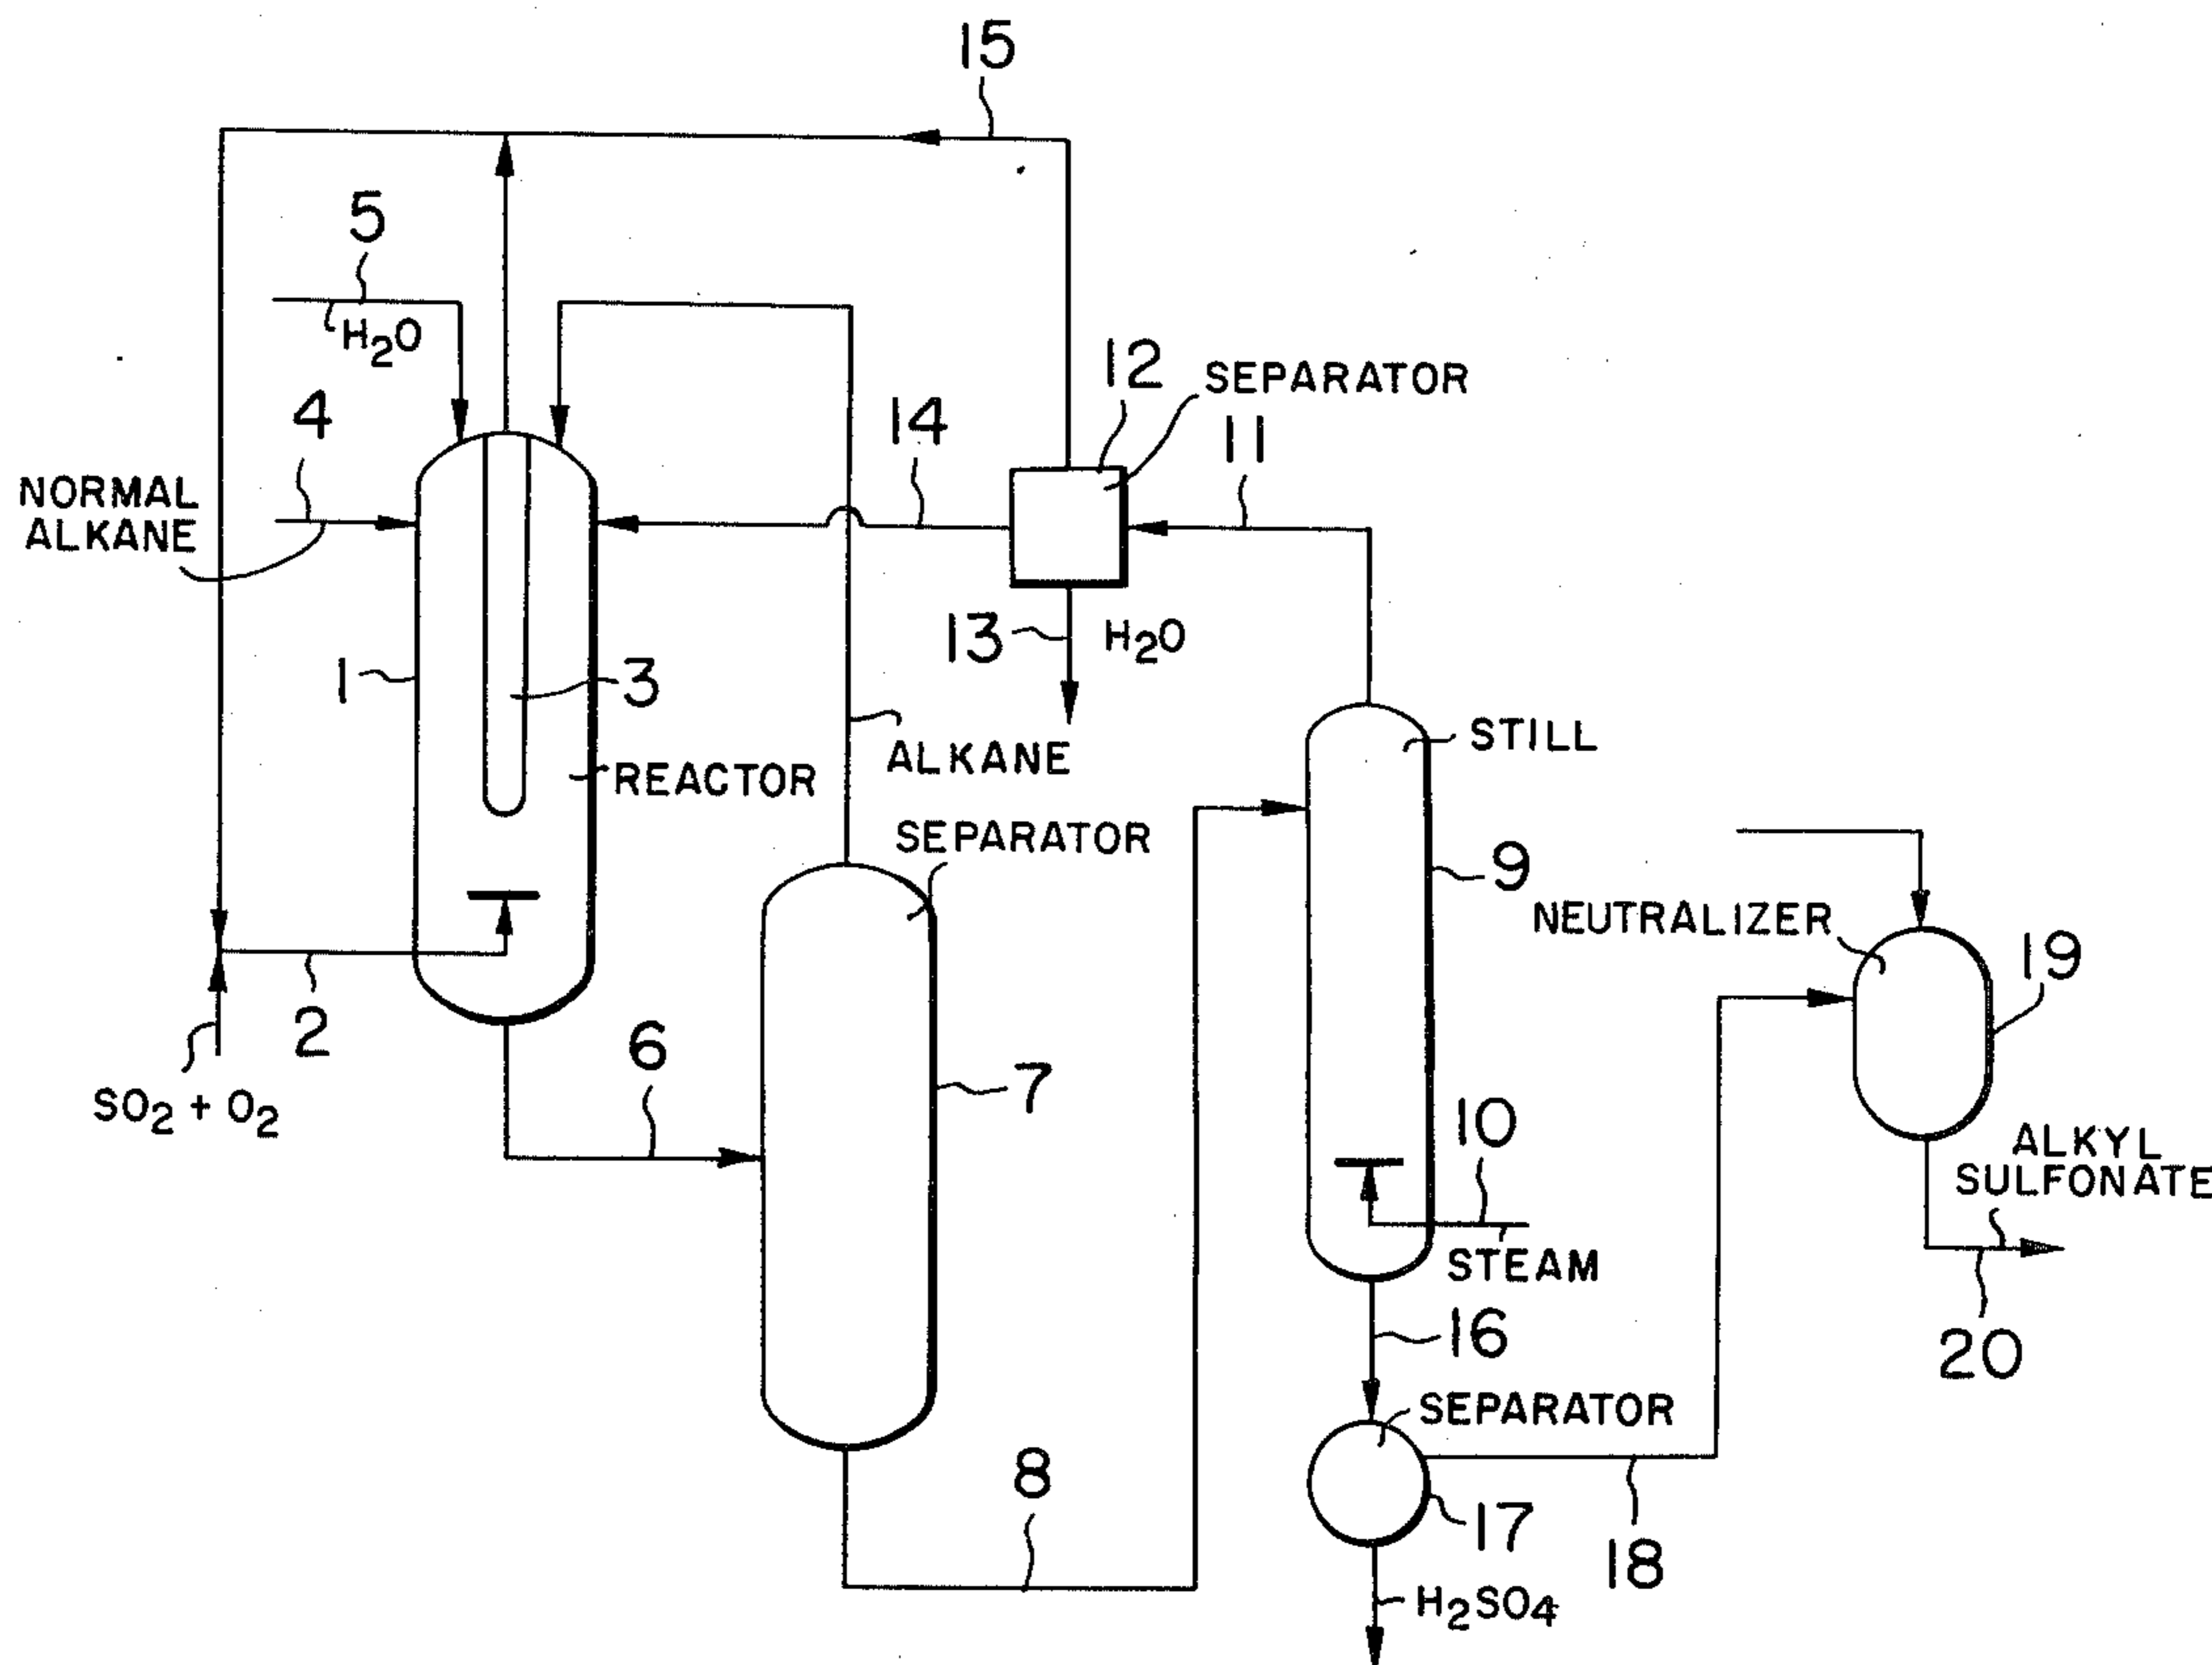 15
5
H2O
12
SEPARATOR
4
14
11
NORMAL
ALKANE
13
H2O
1
3
STILL
ALKANE
REACTOR
SEPARATOR
9
NEUTRALIZER
19
2
6
7
SO2 + O2
10
ALKYL
SULFONATE
STEAM
16
20
SEPARATOR
8
17
18
H2SO4